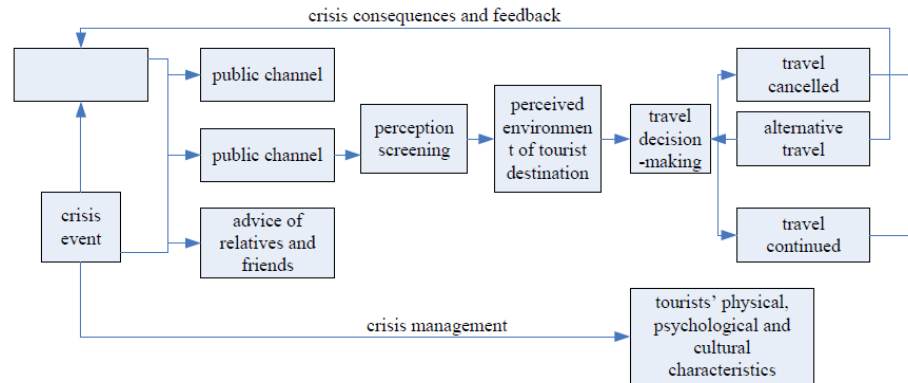 crisis consequences and feedback
public channel
public channel
advice of
relatives and
friends
crisis
event
perception
screening
perceived
environmen
t of tourist
destination
travel
decision
-making
travel
cancelled
alternative
travel
travel
continued
crisis management
tourists' physical,
psychological and
cultural
characteristics